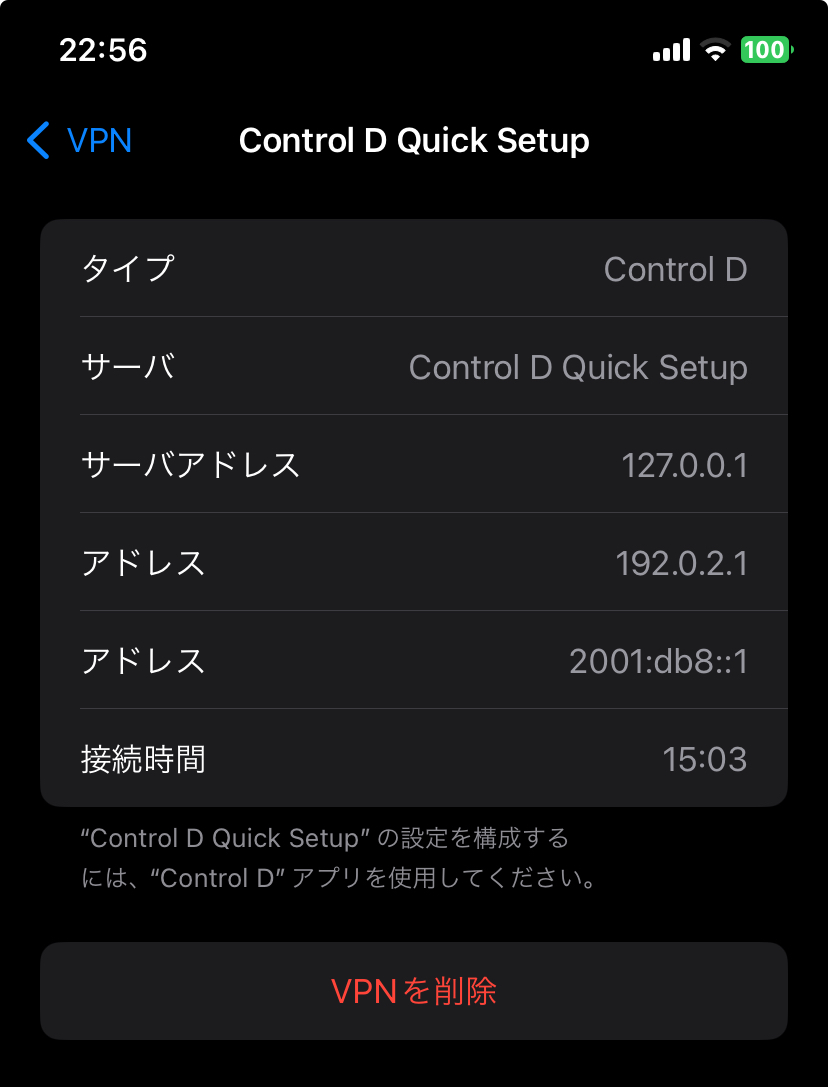 22:56
100
VPN
Control D Quick Setup
タイプ Control D
サーバ Control D Quick Setup
サーバアドレス 127.0.0.1
アドレス 192.0.2.1
アドレス 2001:db8::1
接続時間 15:03
“Control D Quick Setup” の設定を構成する
には、“Control D” アプリを使用してください。
VPNを削除